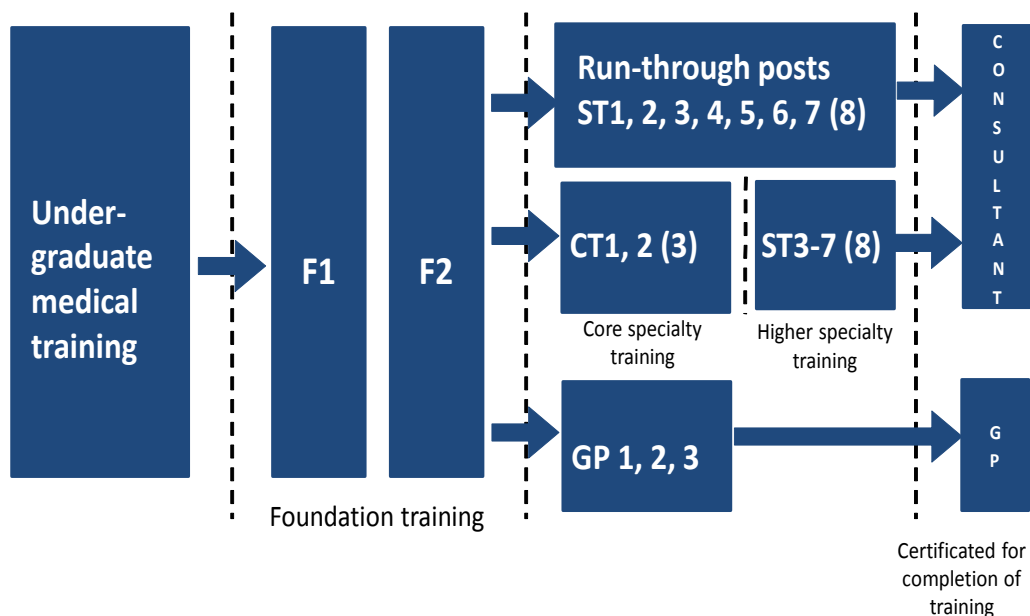 Under-
graduate
medical
training
F1
F2
Foundation training
Run-through posts
ST1, 2, 3, 4, 5, 6, 7 (8)
CT1, 2 (3)
Core specialty
training
ST3-7 (8)
Higher specialty
training
GP 1, 2, 3
C
O
N
S
U
L
T
A
N
T
G
P
Certificated for
completion of
training